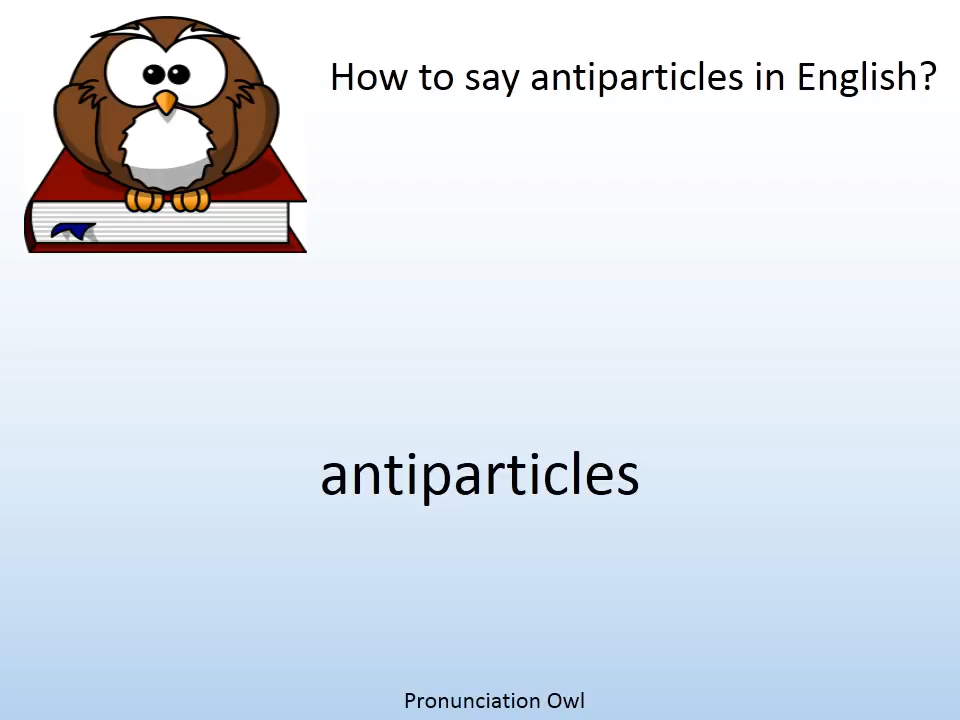 How to say antiparticles in English?
antiparticles
Pronunciation Owl